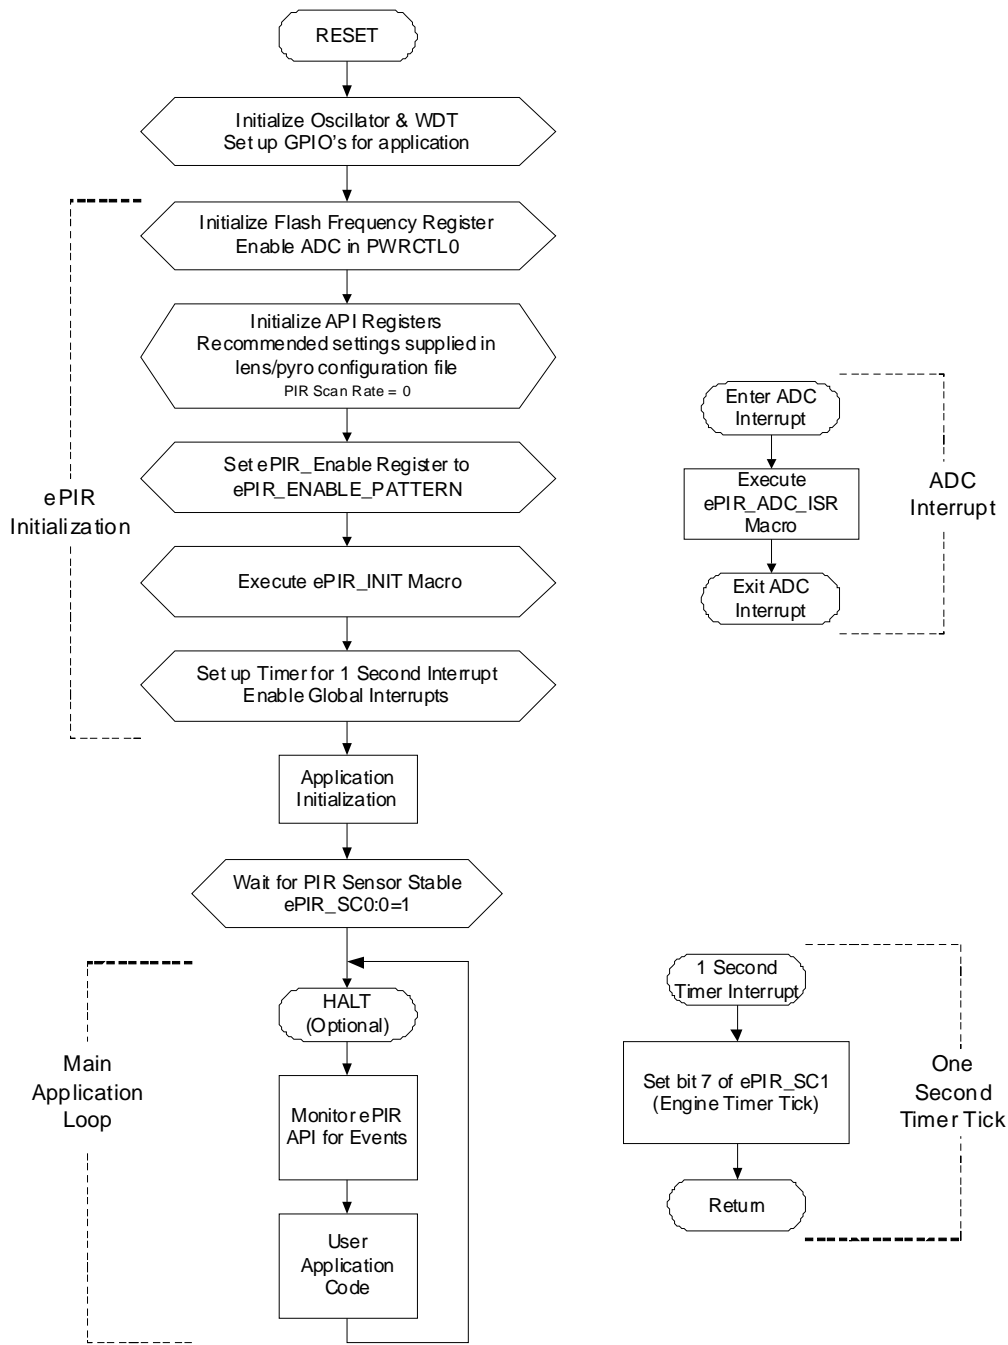 RESET
Initialize Oscillator & WDT
Set up GPIO's for application
Initialize Flash Frequency Register
Enable ADC in PWRCTL0
Initialize API Registers
Recommended settings supplied in
lens/pyro configuration file
PIR Scan Rate = 0
Set ePIR_Enable Register to
ePIR_ENABLE_PATTERN
Execute ePIR_INIT Macro
Set up Timer for 1 Second Interrupt
Enable Global Interrupts
ePIR
Initialization
Application
Initialization
Wait for PIR Sensor Stable
ePIR_SC0:0=1
HALT
(Optional)
Monitor ePIR
API for Events
User
Application
Code
Main
Application
Loop
Enter ADC
Interrupt
Execute
ePIR_ADC_ISR
Macro
Exit ADC
Interrupt
ADC
Interrupt
1 Second
Timer Interrupt
Set bit 7 of ePIR_SC1
(Engine Timer Tick)
Return
One
Second
Timer Tick